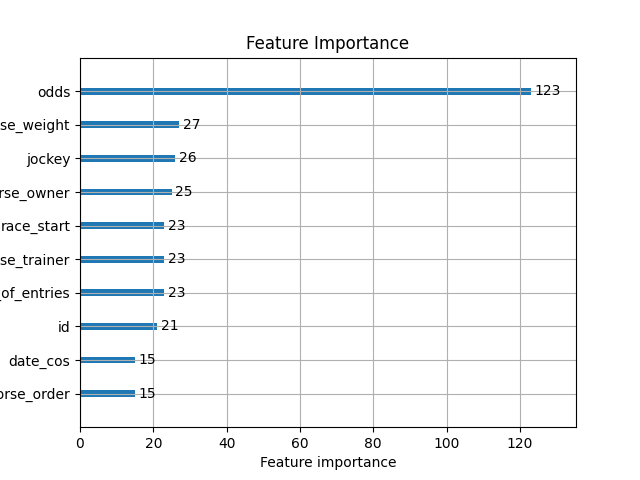 Feature Importance
odds 123
se_weight 27
jockey 26
rse_owner 25
race_start 23
se_trainer 23
_of_entries 23
id 21
date_cos 15
orse_order 15
0 20 40 60 80 100 120
Feature importance